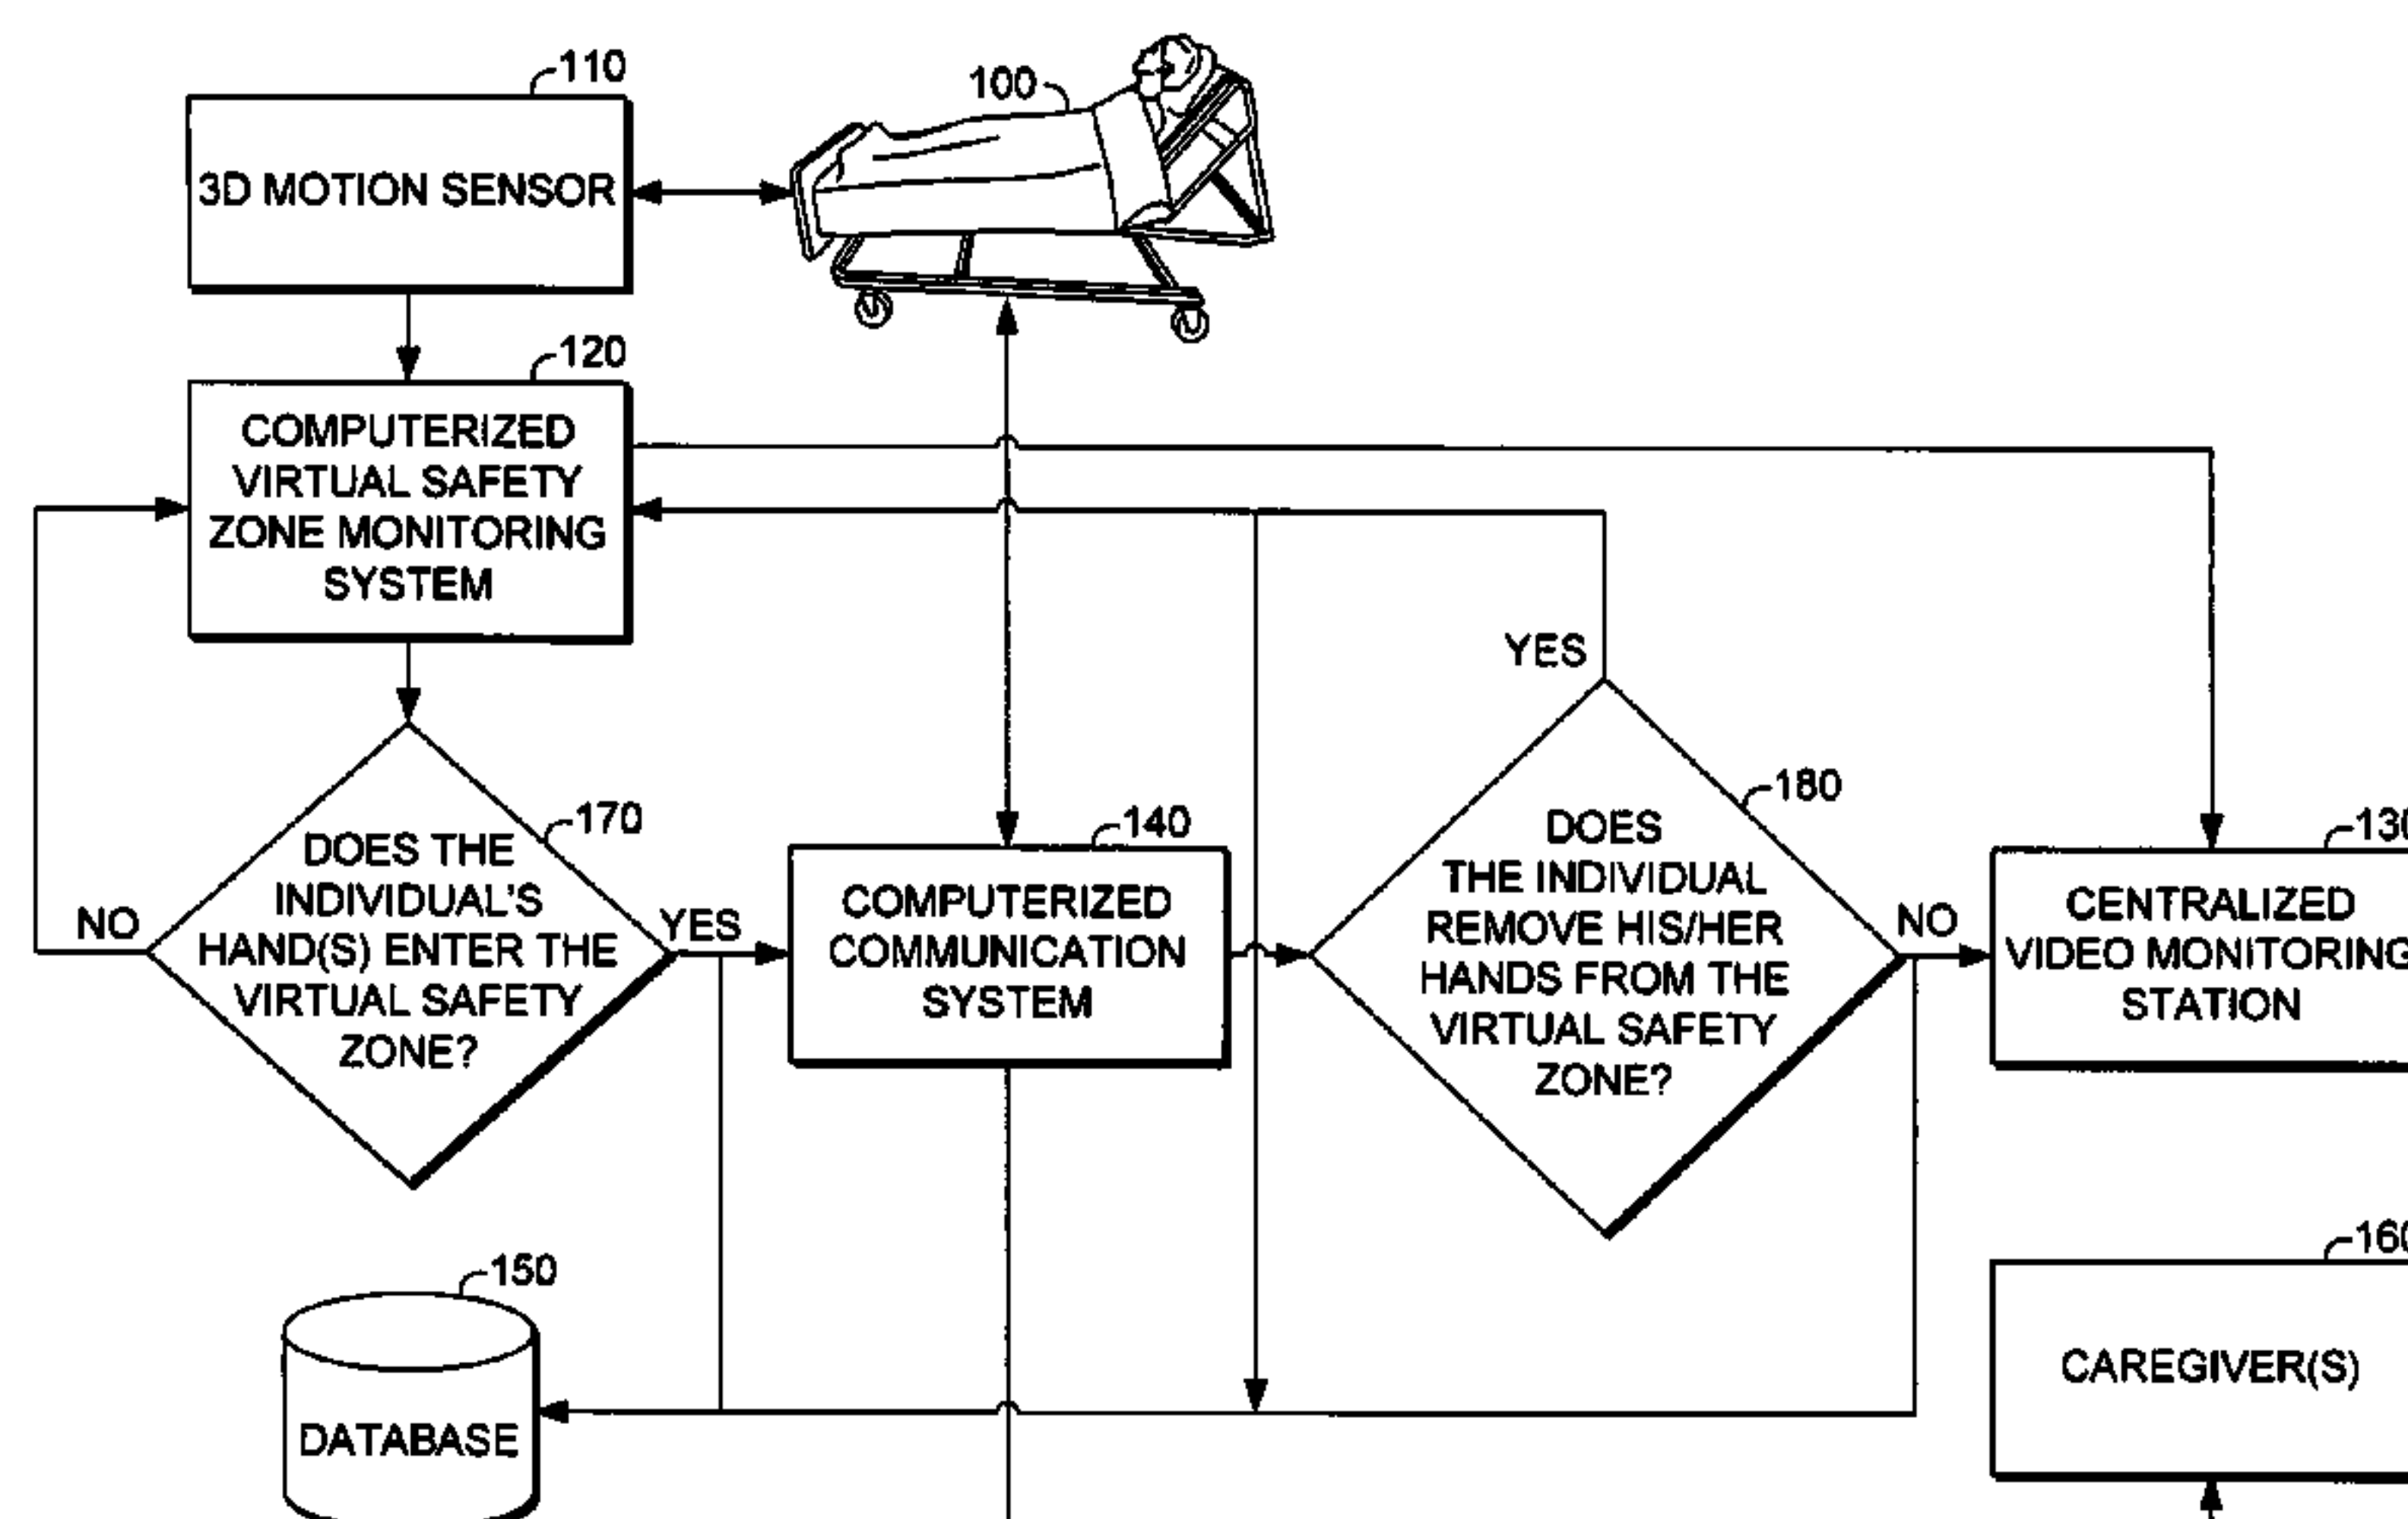 110
100
3D MOTION SENSOR
120
COMPUTERIZED
VIRTUAL SAFETY
ZONE MONITORING
SYSTEM
YES
170
DOES THE
INDIVIDUAL'S
HAND(S) ENTER THE
VIRTUAL SAFETY
ZONE?
NO
YES
140
COMPUTERIZED
COMMUNICATION
SYSTEM
180
DOES
THE INDIVIDUAL
REMOVE HIS/HER
HANDS FROM THE
VIRTUAL SAFETY
ZONE?
NO
130
CENTRALIZED
VIDEO MONITORING
STATION
150
DATABASE
160
CAREGIVER(S)